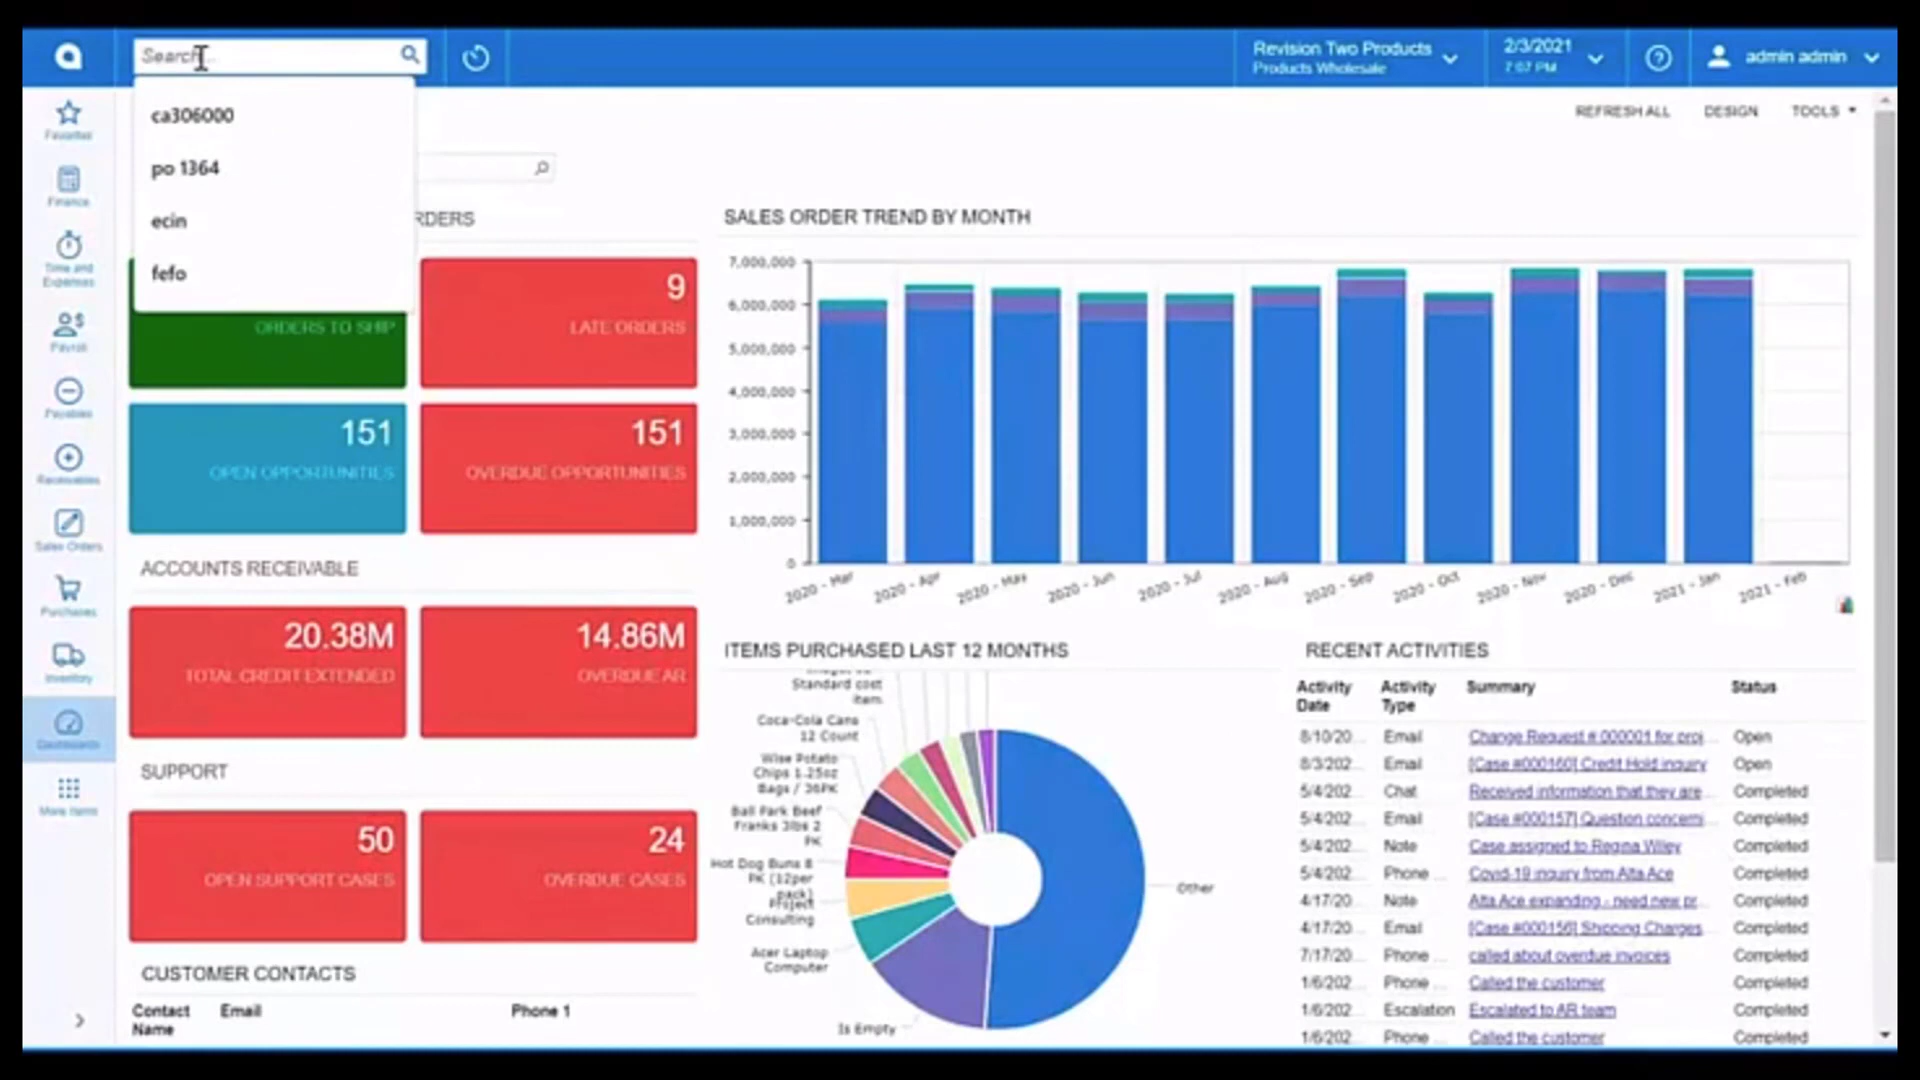 Search...
Revision Two Products
Products Wholesale
2/3/2021
7:07 PM
admin admin
ca306000
po 1364
ecin
fefo
REFRESH ALL
DESIGN
TOOLS
Favorites
Finance
Time and
Expenses
Payroll
Payables
Receivables
Sales Orders
Purchases
Inventory
Dashboards
More Items
RDERS
ORDERS TO SHIP
9
LATE ORDERS
151
OPEN OPPORTUNITIES
151
OVERDUE OPPORTUNITIES
ACCOUNTS RECEIVABLE
20.38M
TOTAL CREDIT EXTENDED
14.86M
OVERDUE AR
SUPPORT
50
OPEN SUPPORT CASES
24
OVERDUE CASES
CUSTOMER CONTACTS
Contact
Name
Email
Phone 1
SALES ORDER TREND BY MONTH
7,000,000
6,000,000
5,000,000
4,000,000
3,000,000
2,000,000
1,000,000
0
2020 - Mar
2020 - Apr
2020 - May
2020 - Jun
2020 - Jul
2020 - Aug
2020 - Sep
2020 - Oct
2020 - Nov
2020 - Dec
2021 - Jan
2021 - Feb
ITEMS PURCHASED LAST 12 MONTHS
Standard cost
item
Coca-Cola Cans
12 Count
Wise Potato
Chips 1.25oz
Bags / 36PK
Ball Park Beef
Franks 3lbs 2
PK
Hot Dog Buns 8
PK (12per
pack)
Project
Consulting
Acer Laptop
Computer
Is Empty
Other
RECENT ACTIVITIES
Activity
Date
Activity
Type
Summary
Status
8/10/20... Email Change Request # 000001 for proj... Open
8/3/202... Email [Case #000160] Credit Hold inquiry Open
5/4/202... Chat Received information that they are ... Completed
5/4/202... Email [Case #000157] Question concerni... Completed
5/4/202... Note Case assigned to Regina Wiley Completed
5/4/202... Phone ... Covid-19 inquiry from Alta Ace Completed
4/17/20... Note Alta Ace expanding - need new pr... Completed
4/17/20... Email [Case #000156] Shipping Charges Completed
7/17/20... Phone ... called about overdue invoices Completed
1/6/202... Phone ... Called the customer Completed
1/6/202... Escalation Escalated to AR team Completed
1/6/202... Phone ... Called the customer Completed